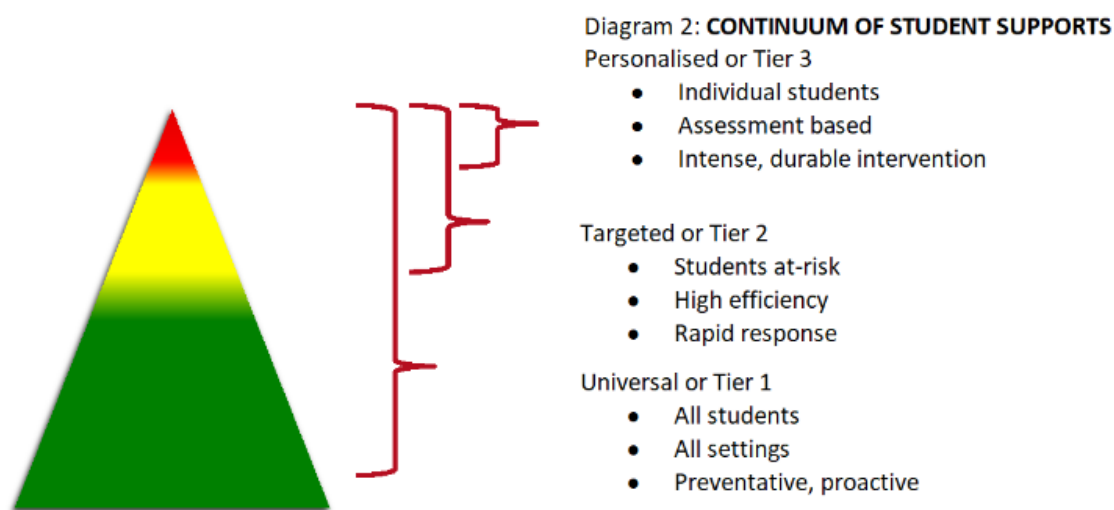 Diagram 2: CONTINUUM OF STUDENT SUPPORTS
Personalised or Tier 3
● Individual students
● Assessment based
● Intense, durable intervention
Targeted or Tier 2
● Students at-risk
● High efficiency
● Rapid response
Universal or Tier 1
● All students
● All settings
● Preventative, proactive